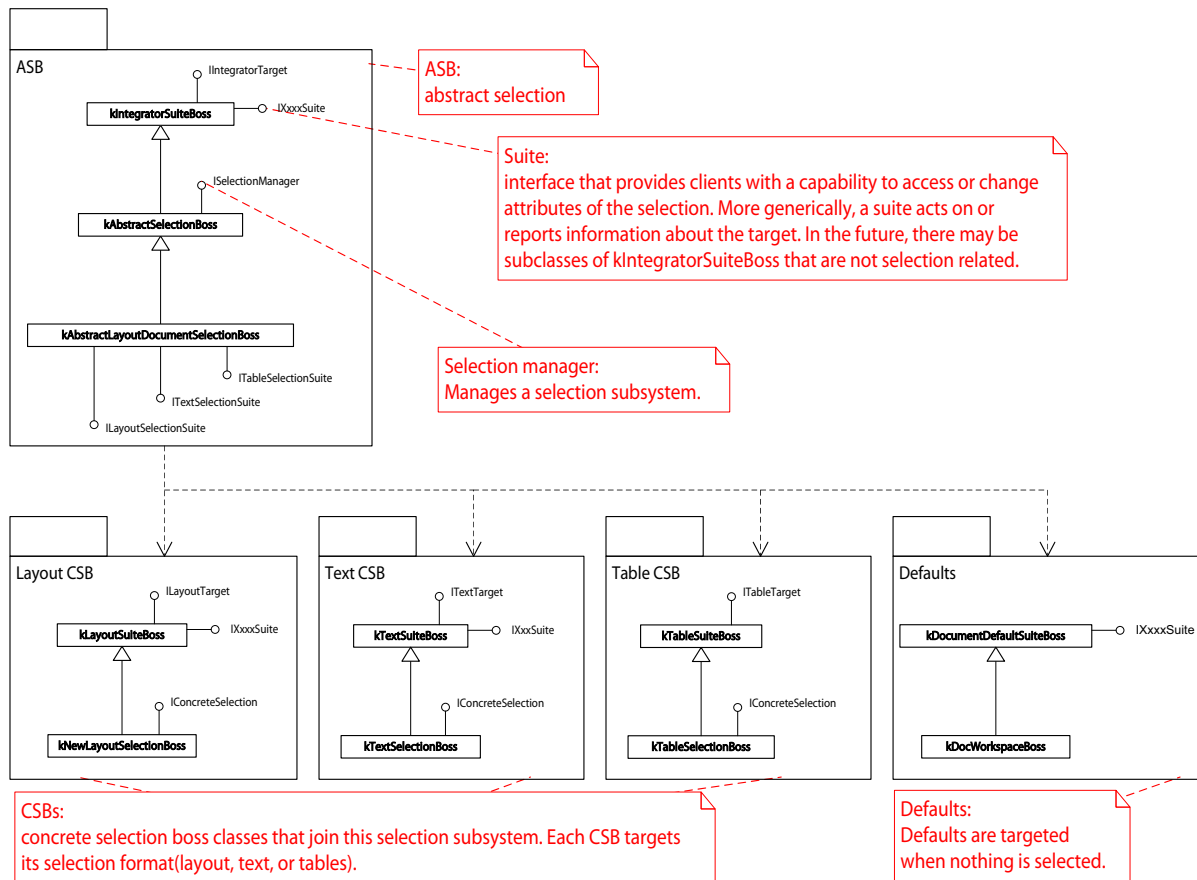 ASB
IIntegratorTarget
kIntegratorSuiteBoss
IXxxxSuite
ISelectionManager
kAbstractSelectionBoss
kAbstractLayoutDocumentSelectionBoss
ITableSelectionSuite
ITextSelectionSuite
ILayoutSelectionSuite
ASB:
abstract selection
Suite:
interface that provides clients with a capability to access or change
attributes of the selection. More generically, a suite acts on or
reports information about the target. In the future, there may be
subclasses of kIntegratorSuiteBoss that are not selection related.
Selection manager:
Manages a selection subsystem.
Layout CSB
ILayoutTarget
kLayoutSuiteBoss
IXxxSuite
IConcreteSelection
kNewLayoutSelectionBoss
Text CSB
ITextTarget
kTextSuiteBoss
IXxxSuite
IConcreteSelection
kTextSelectionBoss
Table CSB
ITableTarget
kTableSuiteBoss
IConcreteSelection
kTableSelectionBoss
Defaults
kDocumentDefaultSuiteBoss
IXxxxSuite
kDocWorkspaceBoss
CSBs:
concrete selection boss classes that join this selection subsystem. Each CSB targets
its selection format(layout, text, or tables).
Defaults:
Defaults are targeted
when nothing is selected.